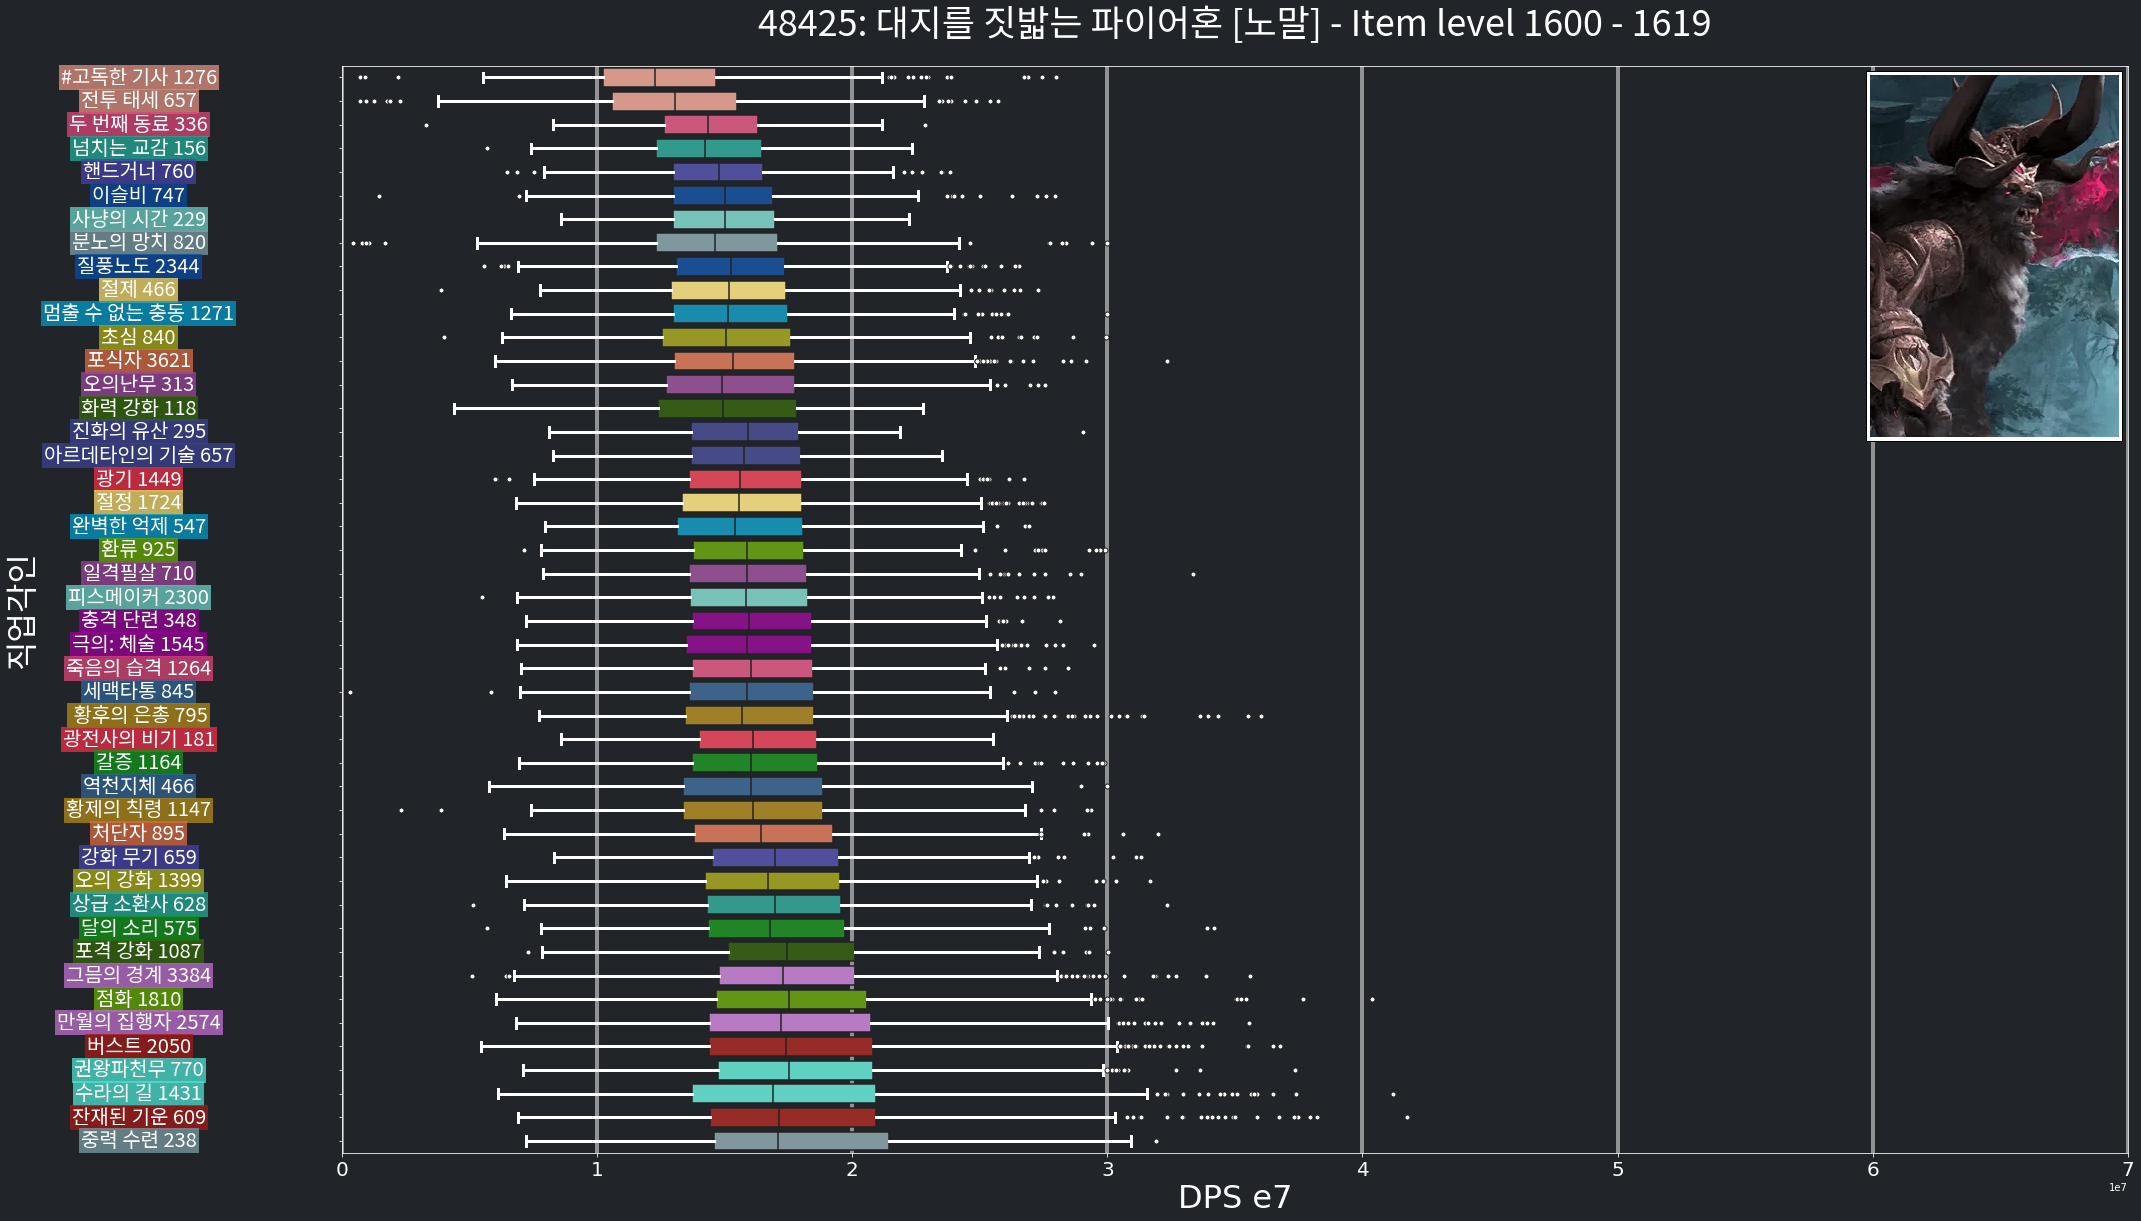 48425: 대지를 짓밟는 파이어혼 [노말] - Item level 1600 - 1619
#고독한 기사 1276
전투 태세 657
두 번째 동료 336
넘치는 교감 156
핸드거너 760
이슬비 747
사냥의 시간 229
분노의 망치 820
질풍노도 2344
절제 466
멈출 수 없는 충동 1271
초심 840
포식자 3621
오의난무 313
화력 강화 118
진화의 유산 295
아르데타인의 기술 657
광기 1449
절정 1724
완벽한 억제 547
환류 925
일격필살 710
피스메이커 2300
충격 단련 348
극의: 체술 1545
죽음의 습격 1264
세맥타통 845
황후의 은총 795
광전사의 비기 181
갈증 1164
역천지체 466
황제의 칙령 1147
처단자 895
강화 무기 659
오의 강화 1399
상급 소환사 628
달의 소리 575
포격 강화 1087
그믐의 경계 3384
점화 1810
만월의 집행자 2574
버스트 2050
권왕파천무 770
수라의 길 1431
잔재된 기운 609
중력 수련 238
직업각인
0 1 2 3 4 5 6 7
DPS e7
1e7